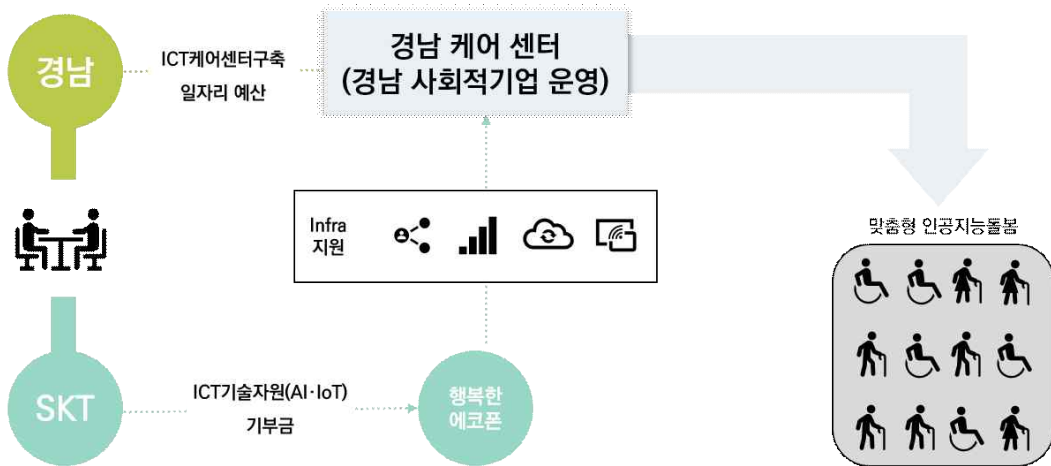 경남
ICT케어센터구축
일자리 예산
경남 케어 센터
(경남 사회적기업 운영)
Infra
지원
맞춤형 인공지능돌봄
SKT
ICT기술자원(AI·IoT)
기부금
행복한
에코폰